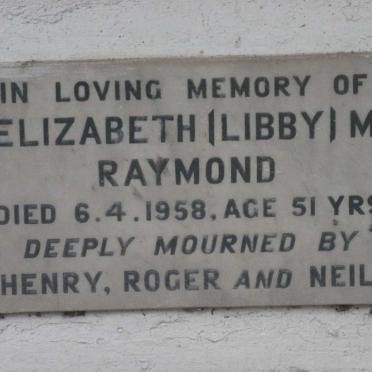 IN LOVING MEMORY OF
ELIZABETH (LIBBY) M
RAYMOND
DIED 6.4.1958, AGE 51 YRS
DEEPLY MOURNED BY
HENRY, ROGER AND NEIL